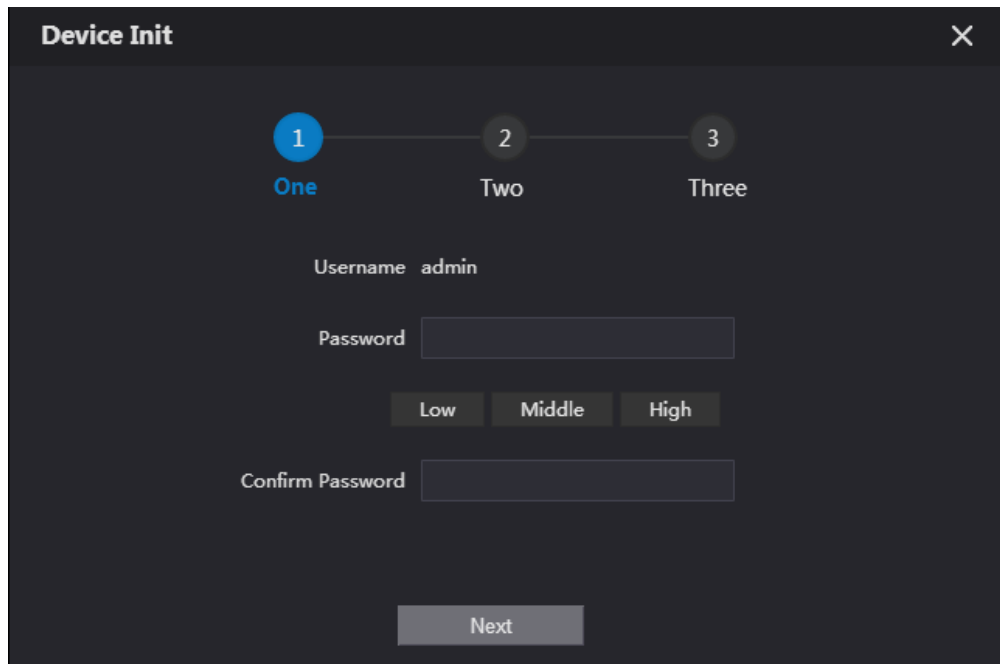 Device Init
1 2 3
One Two Three
Username admin
Password
Low Middle High
Confirm Password
Next